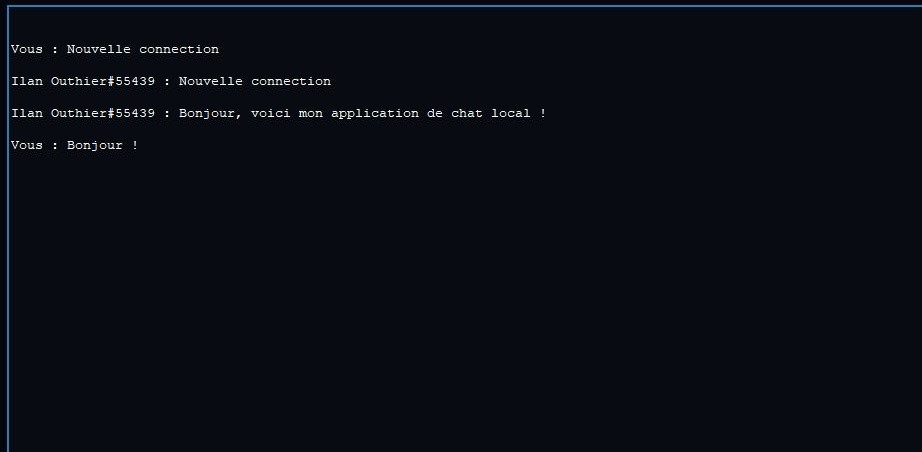 Vous : Nouvelle connection
Ilan Outhier#55439 : Nouvelle connection
Ilan Outhier#55439 : Bonjour, voici mon application de chat local !
Vous : Bonjour !